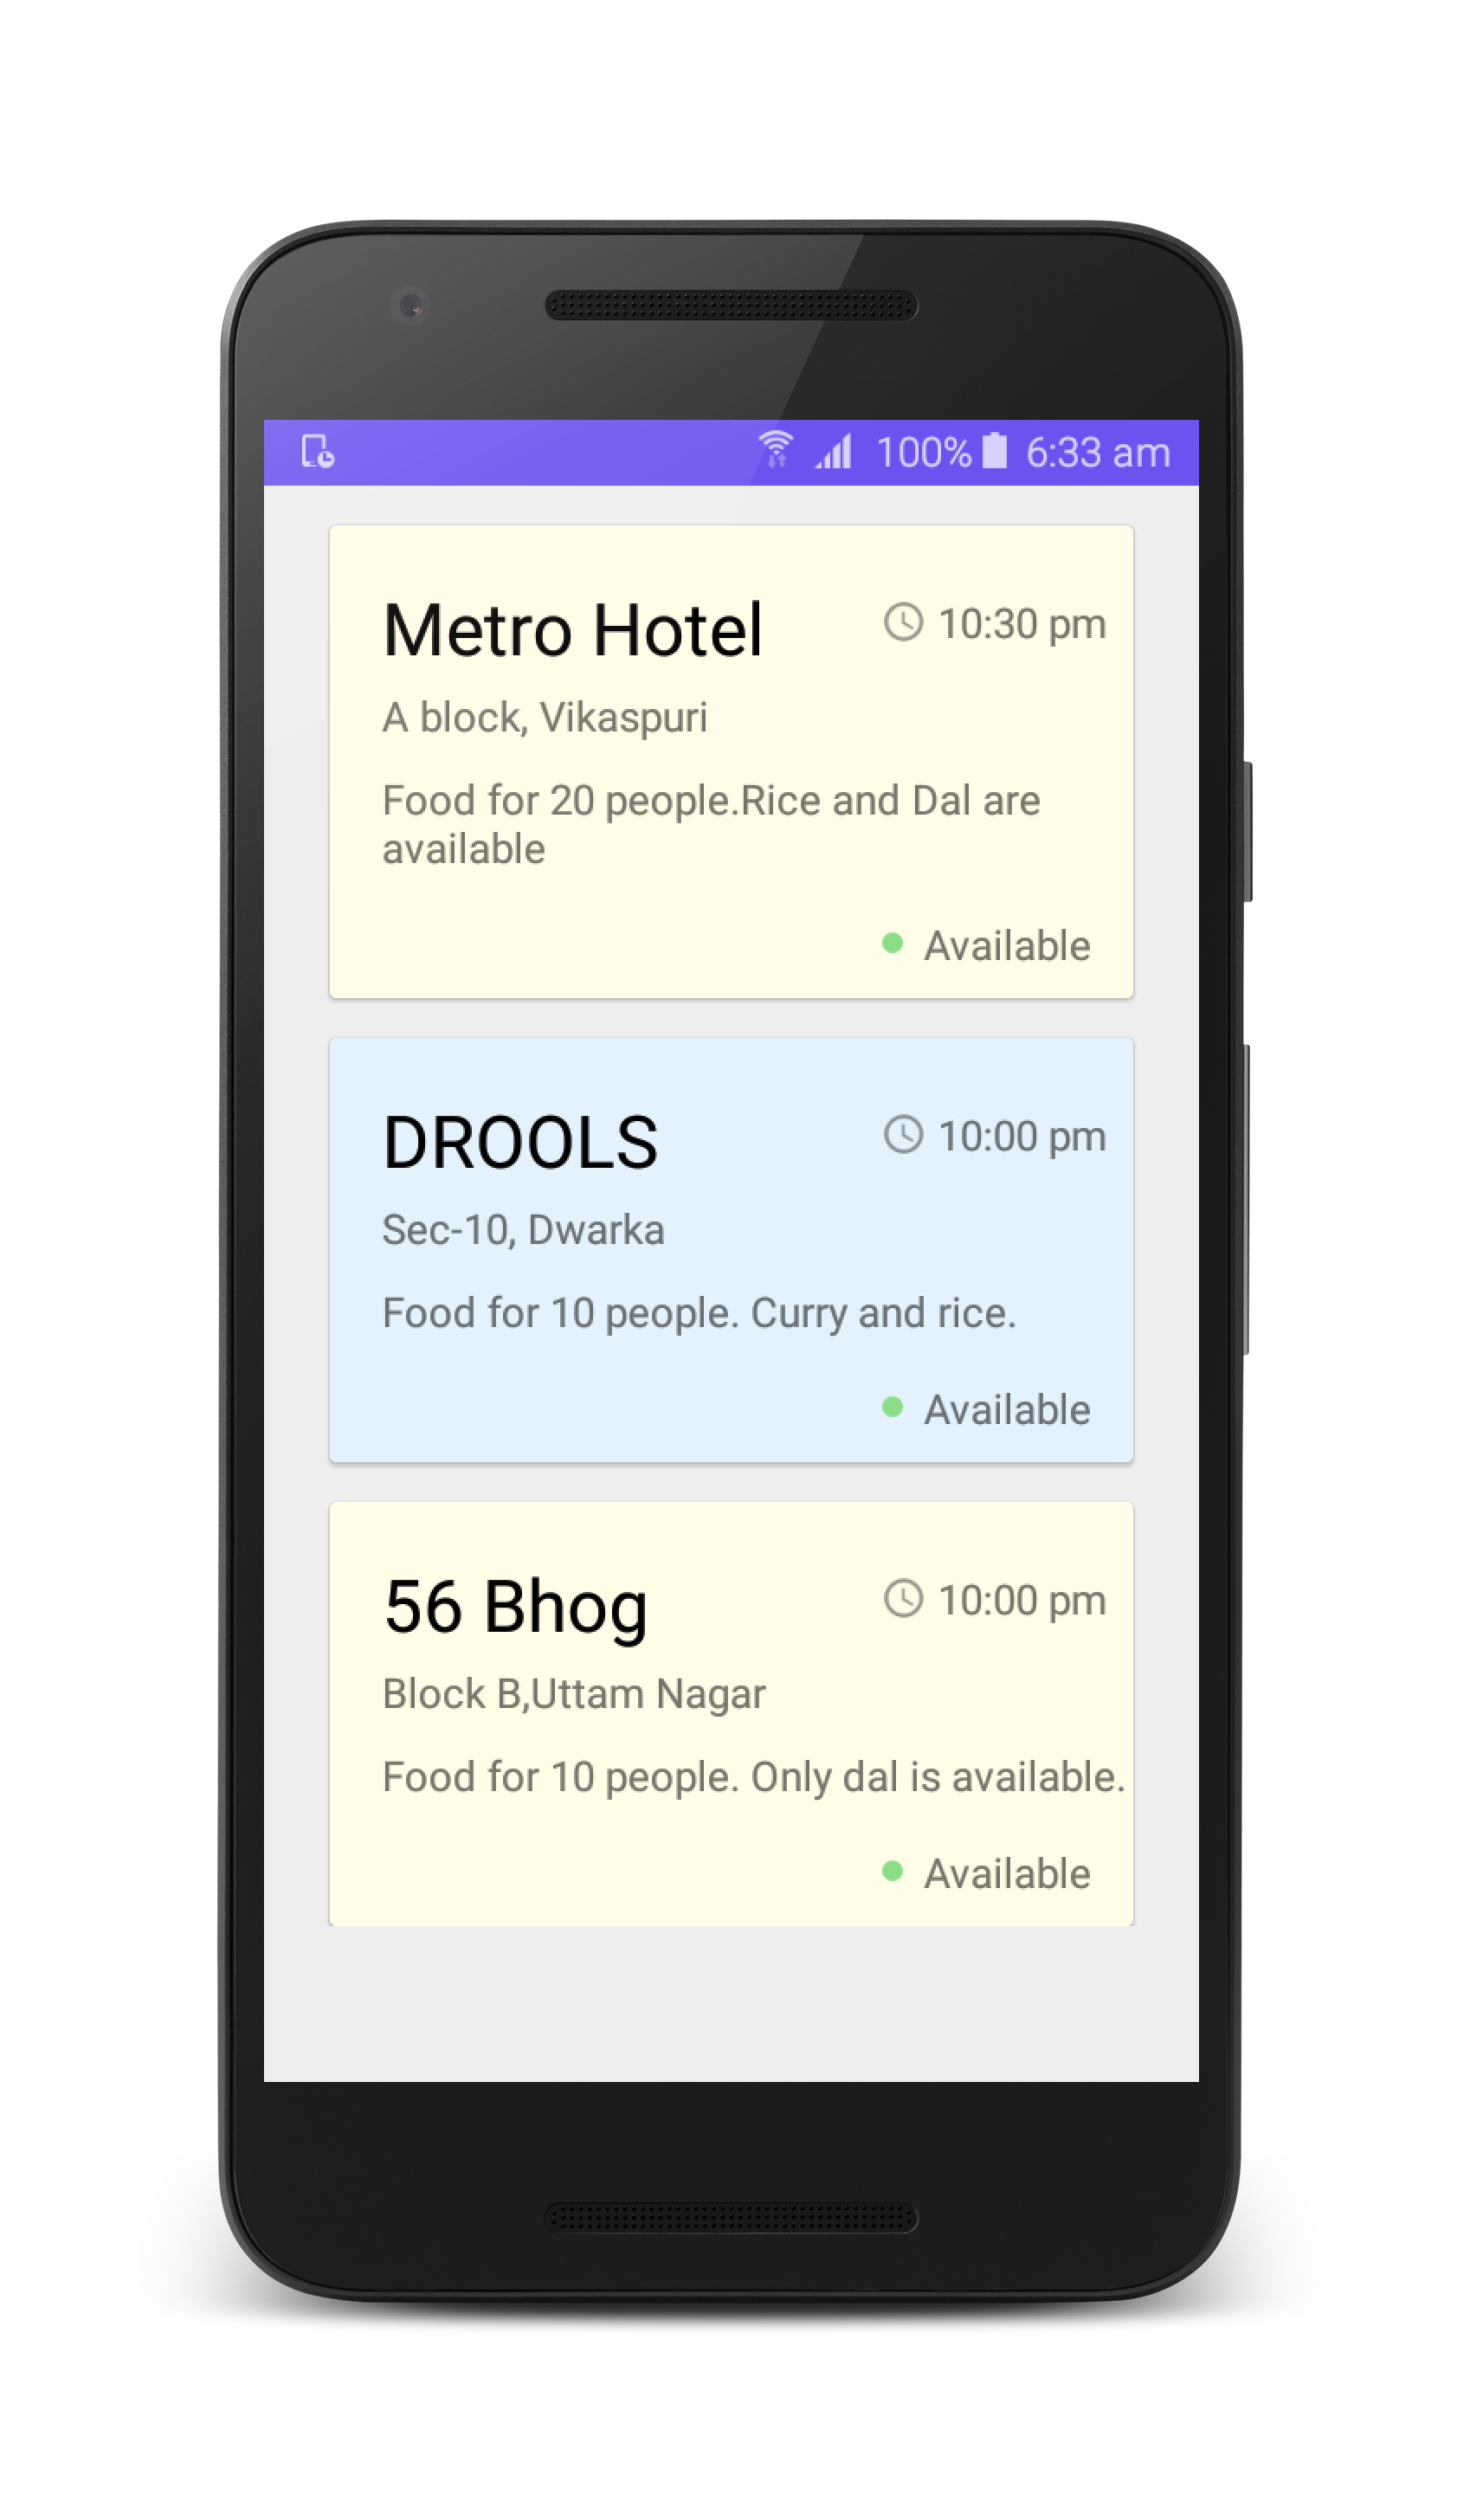 100% 6:33 am
Metro Hotel 10:30 pm
A block, Vikaspuri
Food for 20 people.Rice and Dal are
available
Available
DROOLS 10:00 pm
Sec-10, Dwarka
Food for 10 people. Curry and rice.
Available
56 Bhog 10:00 pm
Block B,Uttam Nagar
Food for 10 people. Only dal is available.
Available